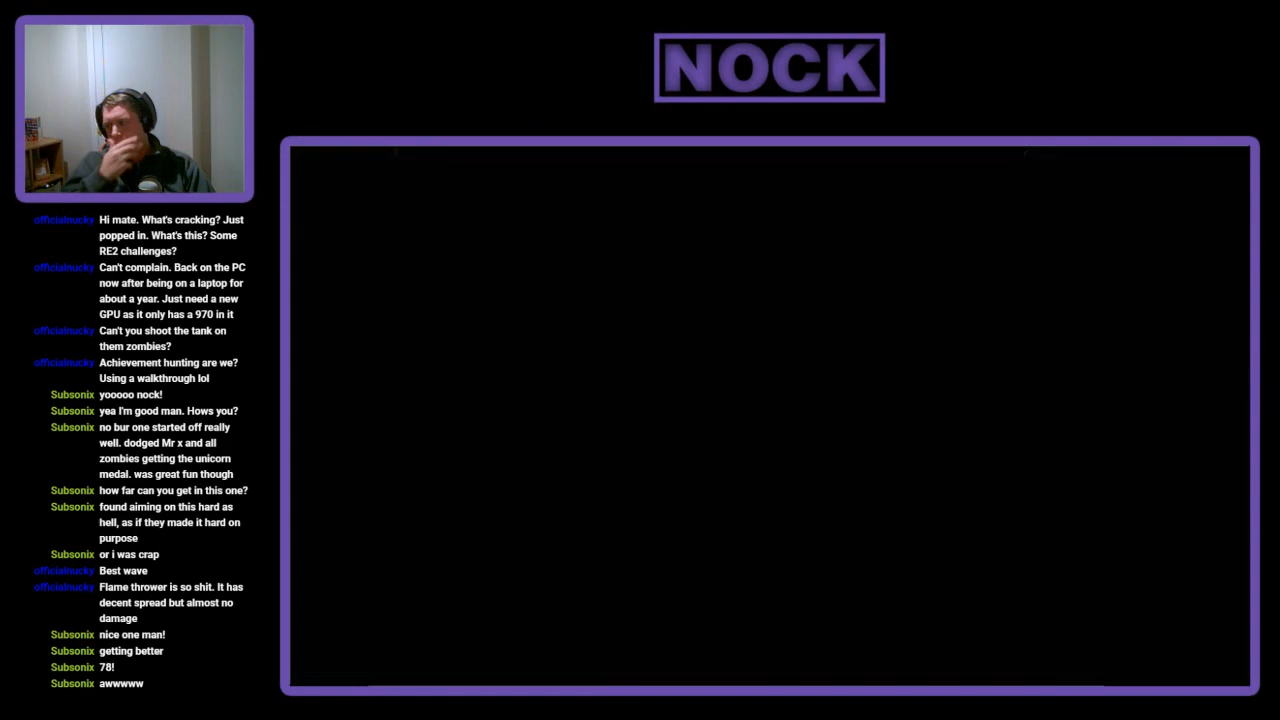 NOCK
officialnucky Hi mate. What's cracking? Just
popped in. What's this? Some
RE2 challenges?
officialnucky Can't complain. Back on the PC
now after being on a laptop for
about a year. Just need a new
GPU as it only has a 970 in it
officialnucky Can't you shoot the tank on
them zombies?
officialnucky Achievement hunting are we?
Using a walkthrough lol
Subsonix yooooo nock!
Subsonix yea I'm good man. Hows you?
Subsonix no bur one started off really
well. dodged Mr x and all
zombies getting the unicorn
medal. was great fun though
Subsonix how far can you get in this one?
Subsonix found aiming on this hard as
hell, as if they made it hard on
purpose
Subsonix or i was crap
officialnucky Best wave
officialnucky Flame thrower is so shit. It has
decent spread but almost no
damage
Subsonix nice one man!
Subsonix getting better
Subsonix 78!
Subsonix awwwww